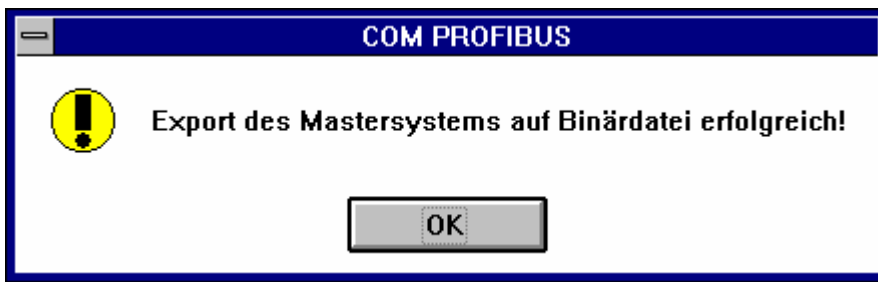 COM PROFIBUS
Export des Mastersystems auf Binärdatei erfolgreich!
OK